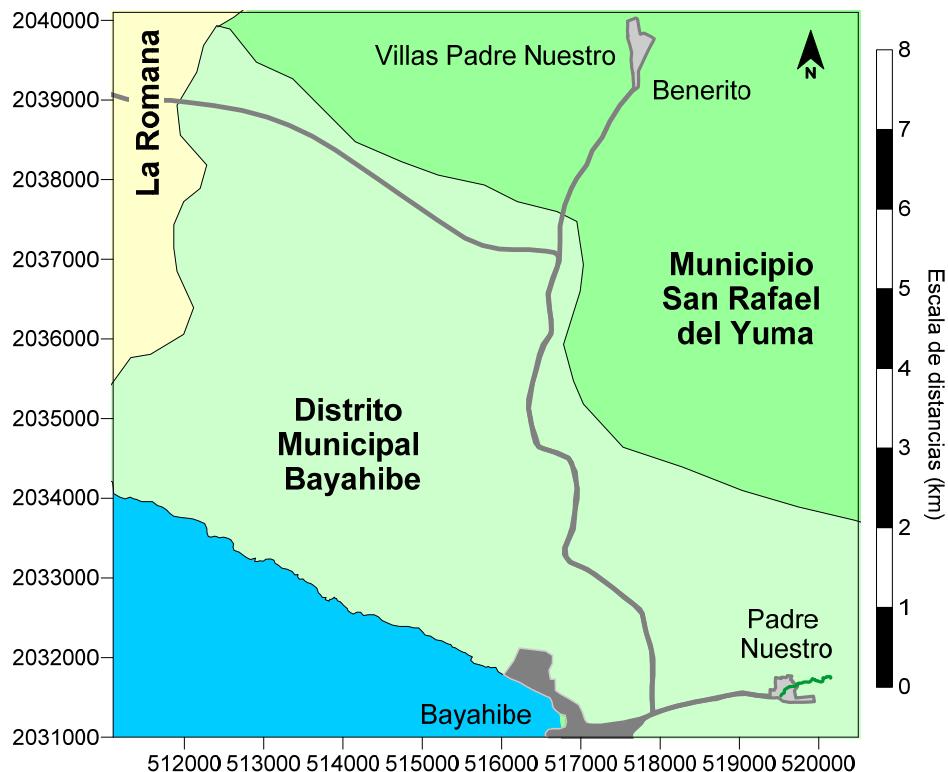 2040000
2039000
2038000
2037000
2036000
2035000
2034000
2033000
2032000
2031000
512000
513000
514000
515000
516000
517000
518000
519000
520000
La Romana
Villas Padre Nuestro
Benerito
N
Municipio
San Rafael
del Yuma
Distrito
Municipal
Bayahibe
Padre
Nuestro
Bayahibe
8
7
6
5
4
3
2
1
0
Escala de distancias (km)